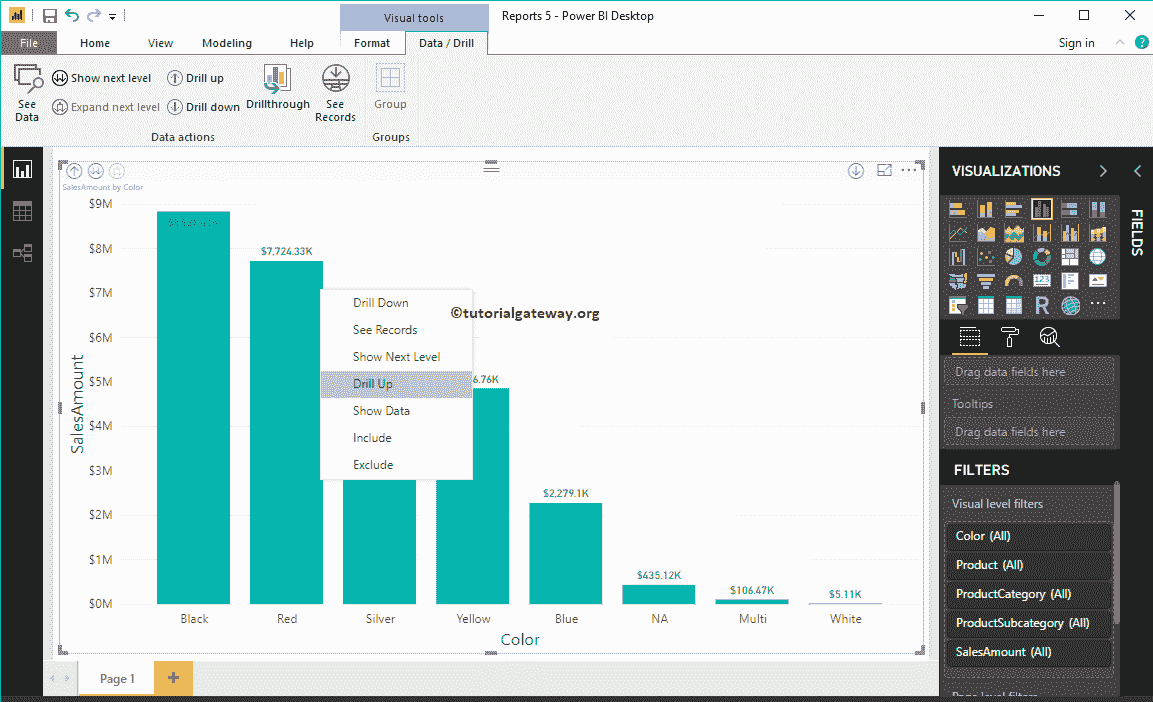 Visual tools
Reports 5 - Power BI Desktop
File Home View Modeling Help Format Data / Drill Sign in
See Data
Show next level
Expand next level
Drill up
Drill down
Drillthrough
See Records
Group
Data actions
Groups
SalesAmount by Color
$9M
$8M
$7M
$6M
$5M
$4M
$3M
$2M
$1M
$0M
SalesAmount
$7,724.33K
6.76K
$2,279.1K
$435.12K
$106.47K
$5.11K
Drill Down
See Records
Show Next Level
Drill Up
Show Data
Include
Exclude
©tutorialgateway.org
Black Red Silver Yellow Blue NA Multi White
Color
Page 1
VISUALIZATIONS
FIELDS
123
R
Drag data fields here
Tooltips
Drag data fields here
FILTERS
Visual level filters
Color (All)
Product (All)
ProductCategory (All)
ProductSubcategory (All)
SalesAmount (All)
Page level filters